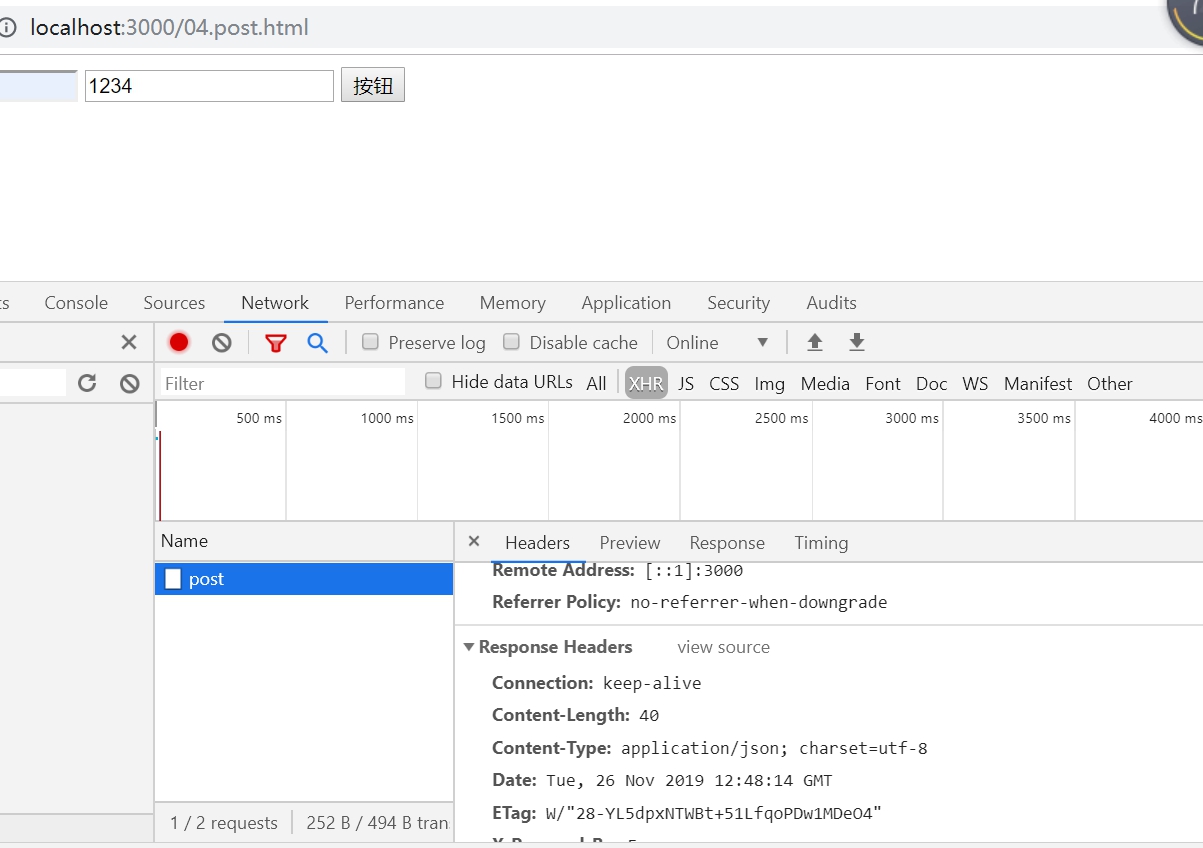 localhost:3000/04.post.html
1234 按钮
Console Sources Network Performance Memory Application Security Audits
Preserve log Disable cache Online
Filter Hide data URLs All XHR JS CSS Img Media Font Doc WS Manifest Other
500 ms 1000 ms 1500 ms 2000 ms 2500 ms 3000 ms 3500 ms 4000 ms
Name Headers Preview Response Timing
post
Remote Address: [::1]:3000
Referrer Policy: no-referrer-when-downgrade
Response Headers view source
Connection: keep-alive
Content-Length: 40
Content-Type: application/json; charset=utf-8
Date: Tue, 26 Nov 2019 12:48:14 GMT
ETag: W/"28-YL5dpxNTWBt+51LfqoPDw1MDeO4"
1 / 2 requests 252 B / 494 B tran